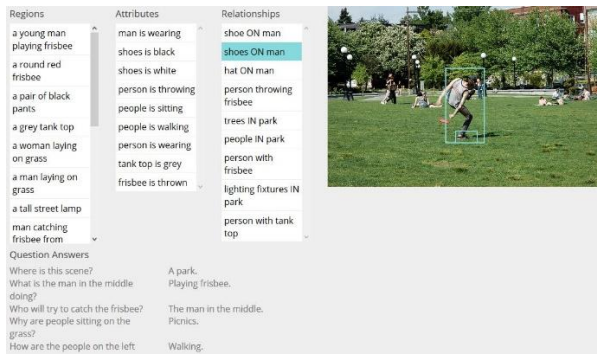 Regions
a young man
playing frisbee
a round red
frisbee
a pair of black
pants
a grey tank top
a woman laying
on grass
a man laying on
grass
a tall street lamp
man catching
frisbee from
Attributes
man is wearing
shoes is black
shoes is white
person is throwing
people is sitting
people is walking
person is wearing
tank top is grey
frisbee is thrown
Relationships
shoe ON man
shoes ON man
hat ON man
person throwing
frisbee
trees IN park
people IN park
person with
frisbee
lighting fixtures IN
park
person with tank
top
Question Answers
Where is this scene? A park.
What is the man in the middle Playing frisbee.
doing?
Who will try to catch the frisbee? The man in the middle.
Why are people sitting on the Picnics.
grass?
How are the people on the left Walking.